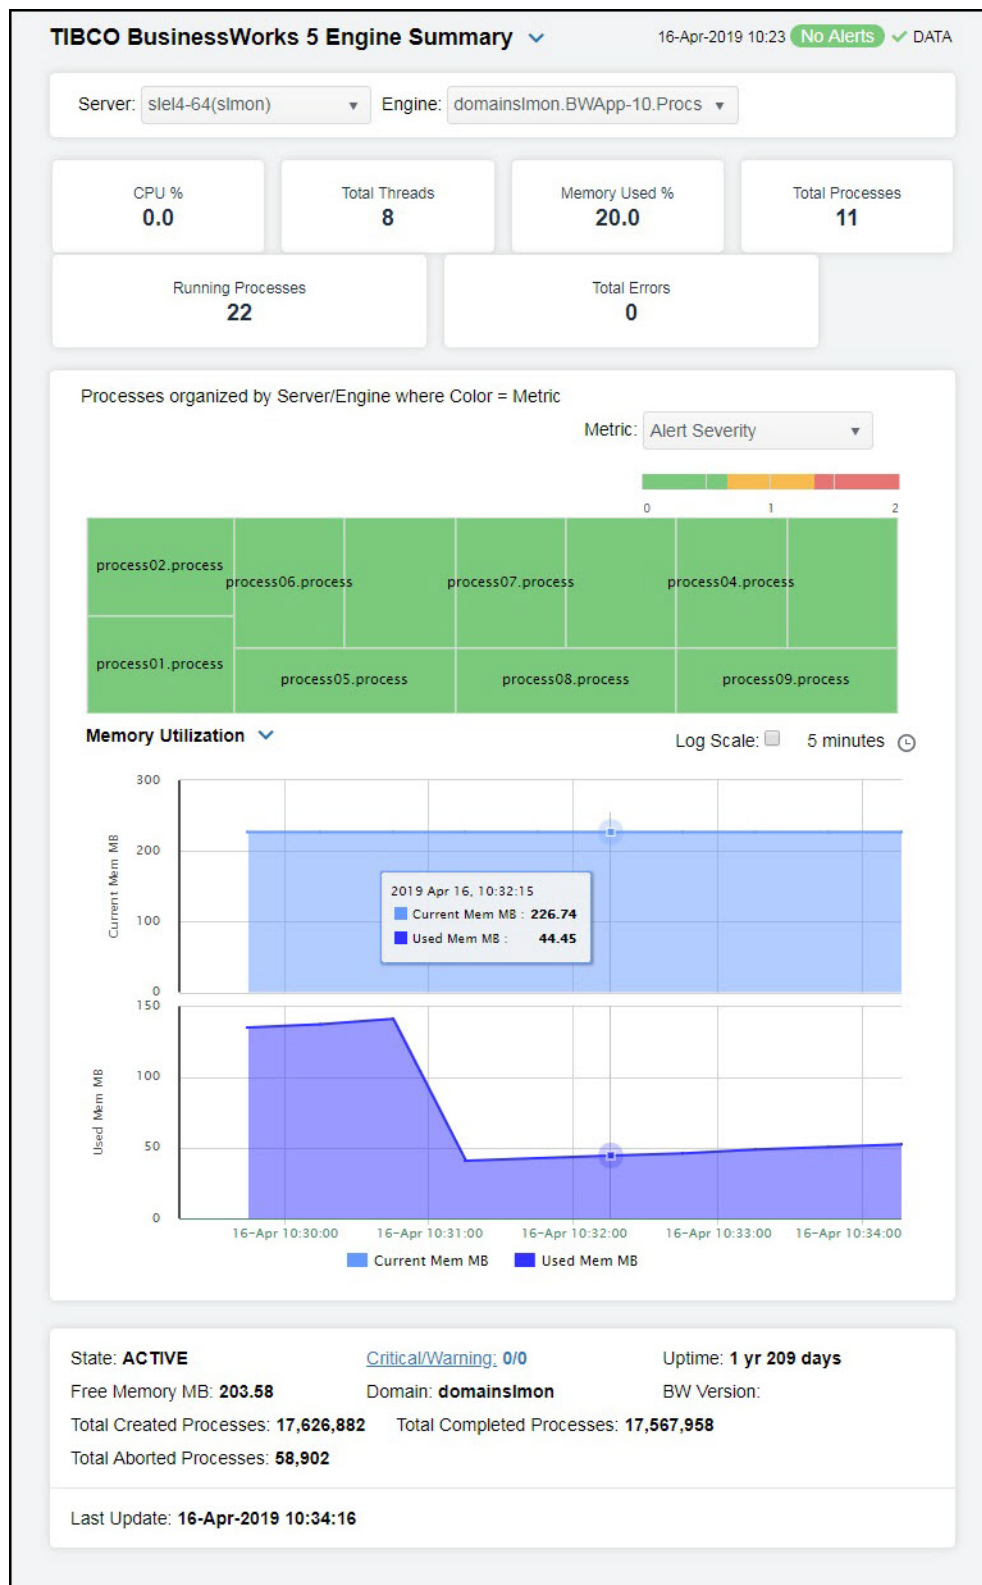 TIBCO BusinessWorks 5 Engine Summary 16-Apr-2019 10:23 No Alerts DATA
Server: slel4-64(slmon) Engine: domainslmon.BWApp-10.Procs
CPU % Total Threads Memory Used % Total Processes
0.0 8 20.0 11
Running Processes Total Errors
22 0
Processes organized by Server/Engine where Color = Metric
Metric: Alert Severity
0 1 2
process02.process process06.process process07.process process04.process
process01.process process05.process process08.process process09.process
Memory Utilization Log Scale: 5 minutes
300
200
100
0
Current Mem MB
2019 Apr 16, 10:32:15
Current Mem MB : 226.74
Used Mem MB : 44.45
150
100
50
0
Used Mem MB
16-Apr 10:30:00 16-Apr 10:31:00 16-Apr 10:32:00 16-Apr 10:33:00 16-Apr 10:34:00
Current Mem MB Used Mem MB
State: ACTIVE Critical/Warning: 0/0 Uptime: 1 yr 209 days
Free Memory MB: 203.58 Domain: domainslmon BW Version:
Total Created Processes: 17,626,882 Total Completed Processes: 17,567,958
Total Aborted Processes: 58,902
Last Update: 16-Apr-2019 10:34:16